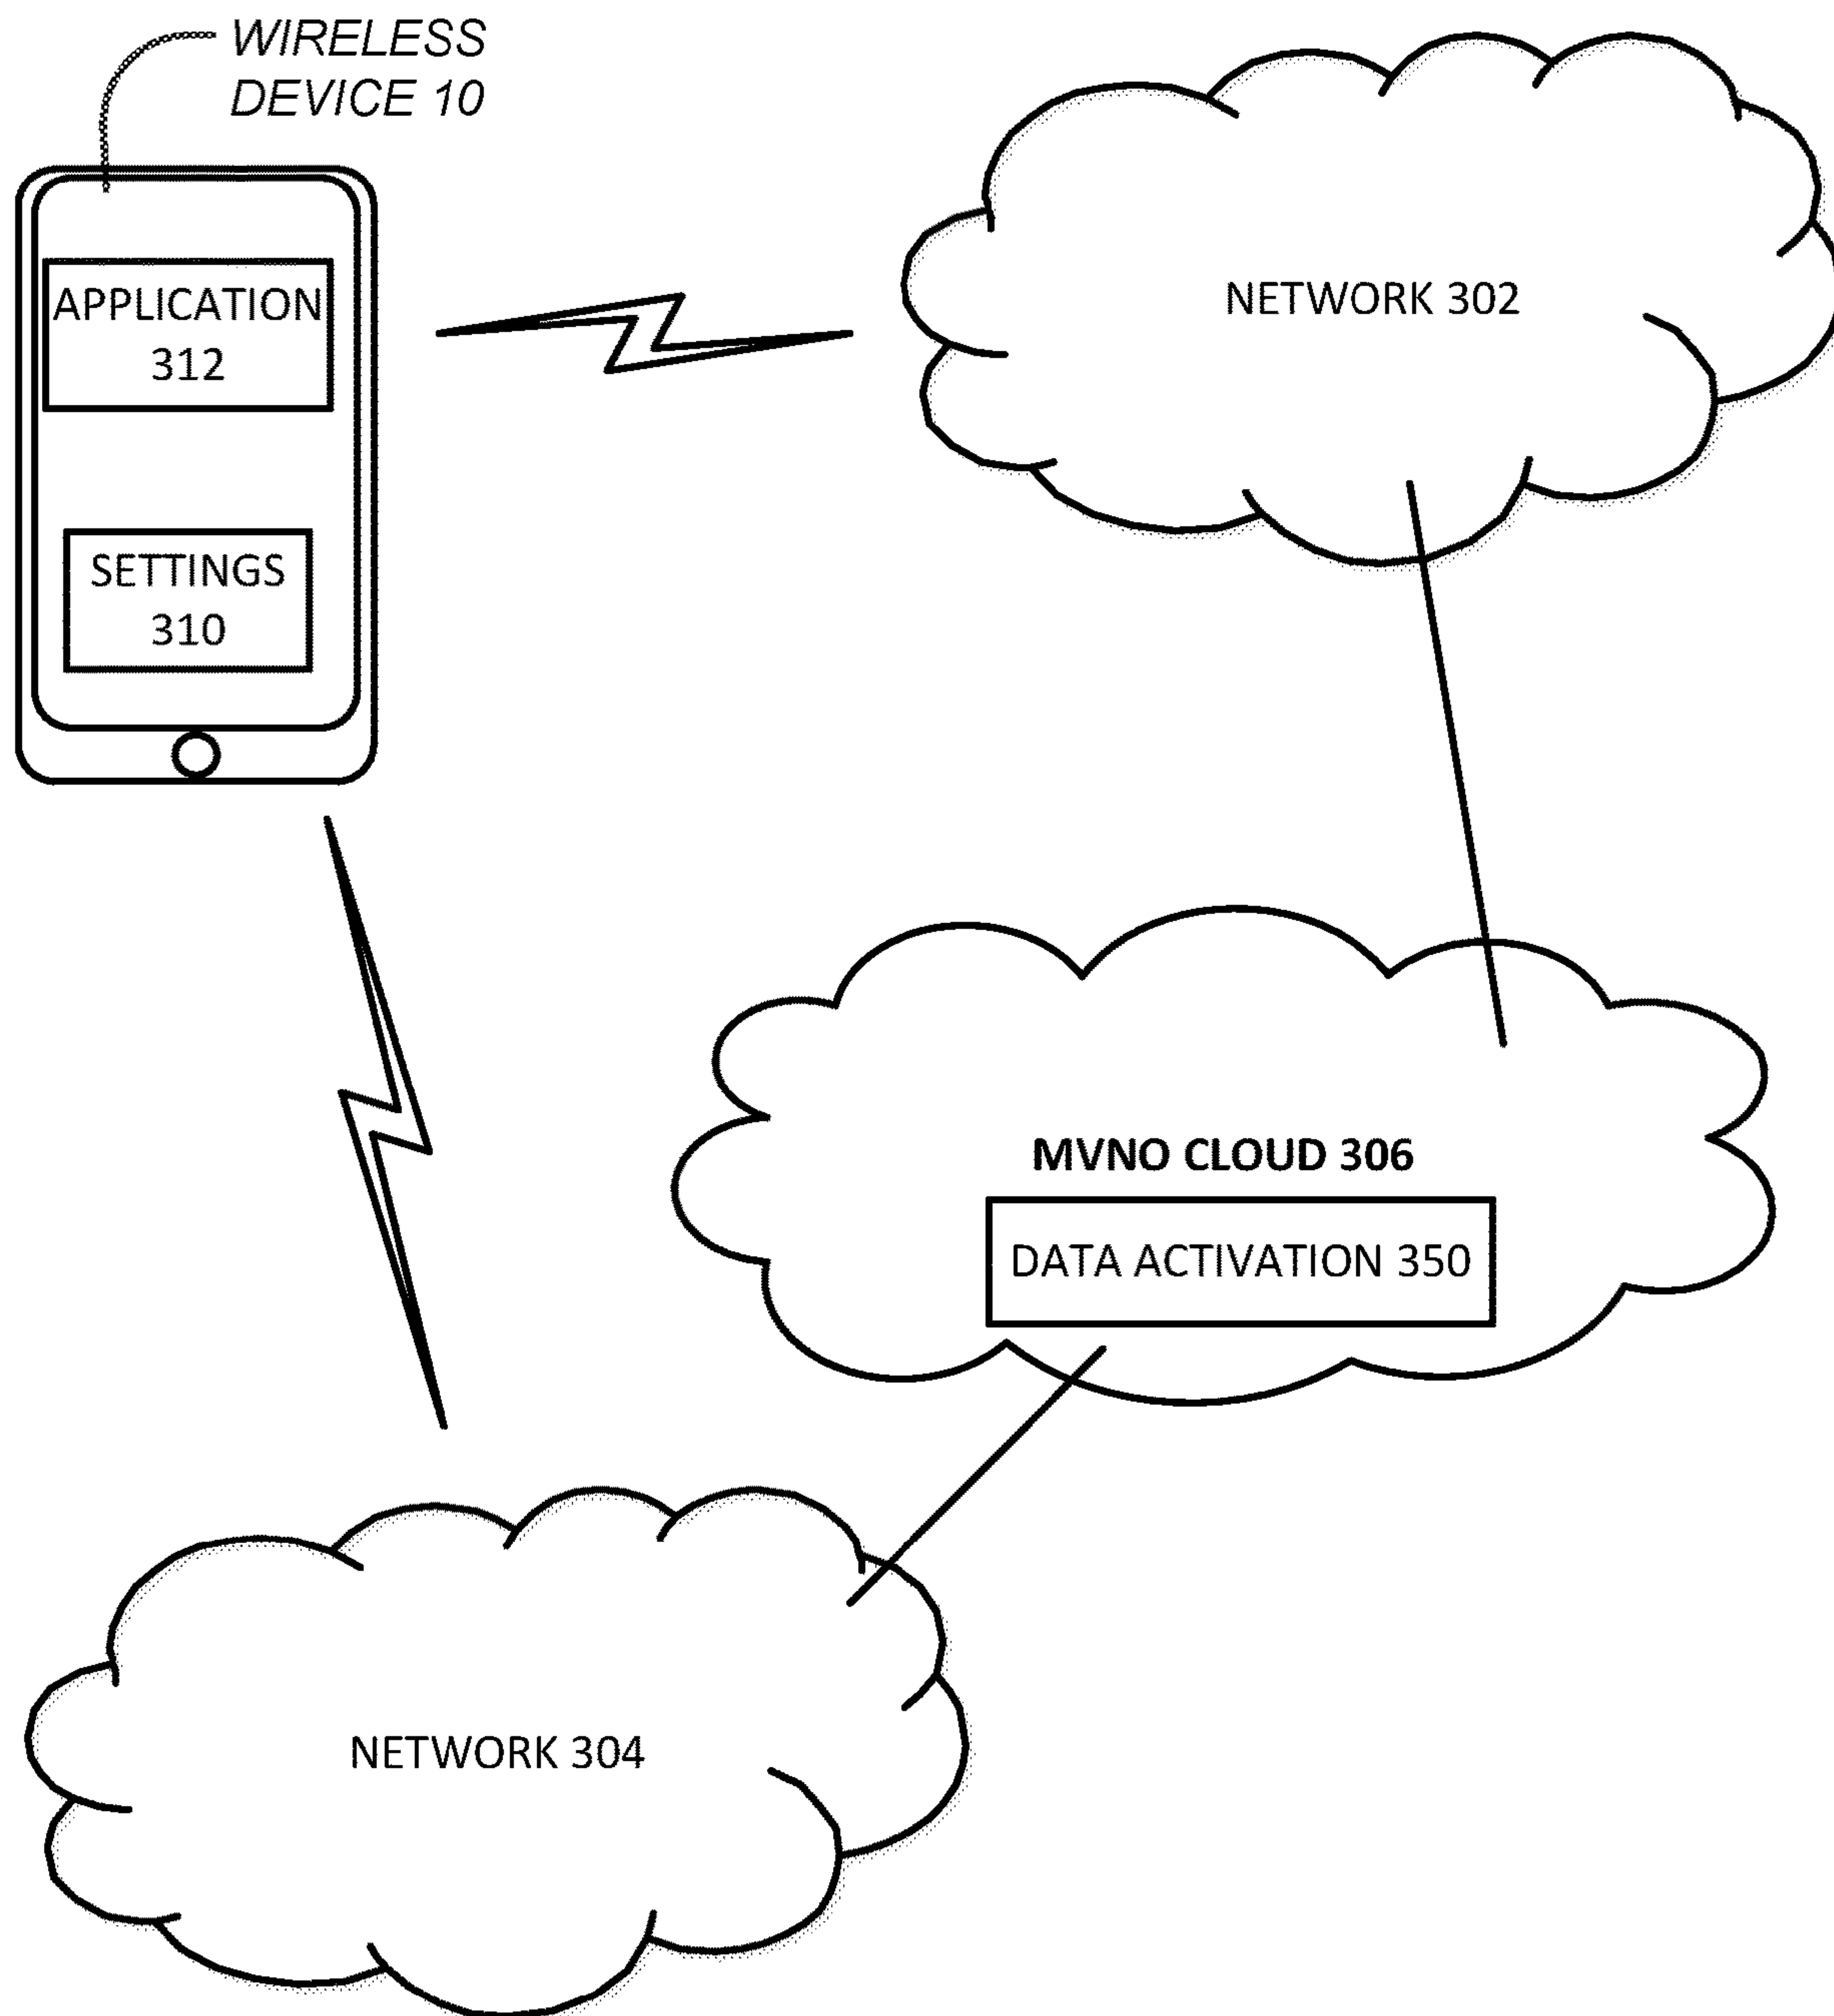 WIRELESS
DEVICE 10
APPLICATION
312
SETTINGS
310
NETWORK 302
MVNO CLOUD 306
DATA ACTIVATION 350
NETWORK 304